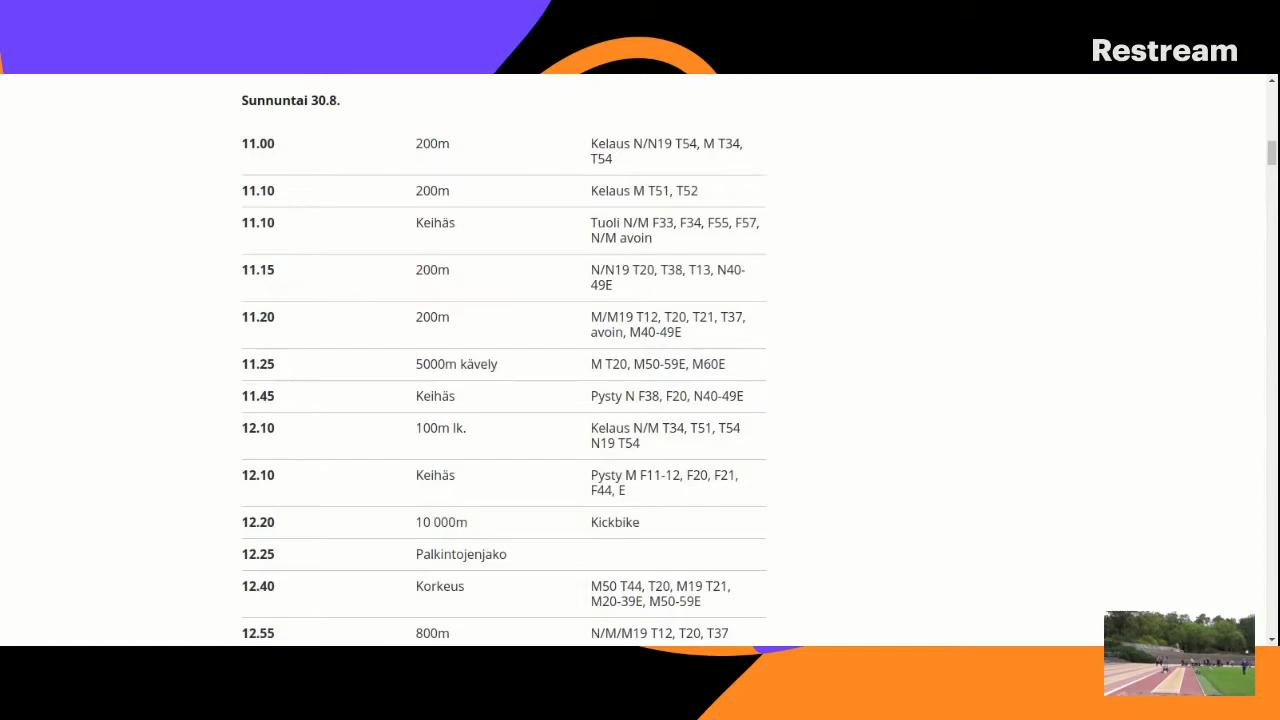 Restream
Sunnuntai 30.8.
11.00 200m Kelaus N/N19 T54, M T34,
T54
11.10 200m Kelaus M T51, T52
11.10 Keihäs Tuoli N/M F33, F34, F55, F57,
N/M avoin
11.15 200m N/N19 T20, T38, T13, N40-
49E
11.20 200m M/M19 T12, T20, T21, T37,
avoin, M40-49E
11.25 5000m kävely M T20, M50-59E, M60E
11.45 Keihäs Pysty N F38, F20, N40-49E
12.10 100m lk. Kelaus N/M T34, T51, T54
N19 T54
12.10 Keihäs Pysty M F11-12, F20, F21,
F44, E
12.20 10 000m Kickbike
12.25 Palkintojenjako
12.40 Korkeus M50 T44, T20, M19 T21,
M20-39E, M50-59E
12.55 800m N/M/M19 T12, T20, T37